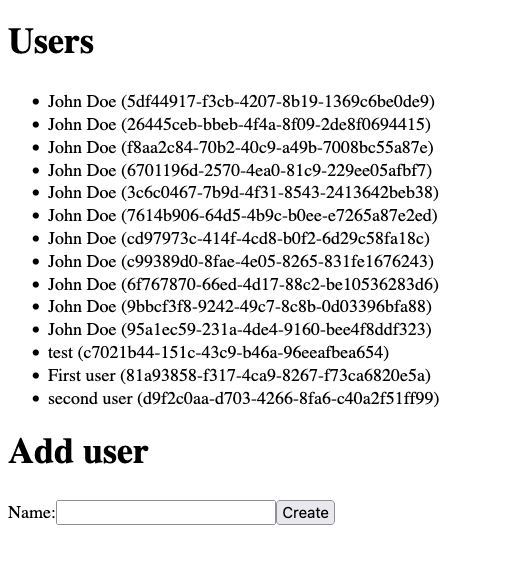 Users
John Doe (5df44917-f3cb-4207-8b19-1369c6be0de9)
John Doe (26445ceb-bbeb-4f4a-8f09-2de8f0694415)
John Doe (f8aa2c84-70b2-40c9-a49b-7008bc55a87e)
John Doe (6701196d-2570-4ea0-81c9-229ee05afbf7)
John Doe (3c6c0467-7b9d-4f31-8543-2413642beb38)
John Doe (7614b906-64d5-4b9c-b0ee-e7265a87e2ed)
John Doe (cd97973c-414f-4cd8-b0f2-6d29c58fa18c)
John Doe (c99389d0-8fae-4e05-8265-831fe1676243)
John Doe (6f767870-66ed-4d17-88c2-be10536283d6)
John Doe (9bbcf3f8-9242-49c7-8c8b-0d03396bfa88)
John Doe (95a1ec59-231a-4de4-9160-bee4f8ddf323)
test (c7021b44-151c-43c9-b46a-96eeafbea654)
First user (81a93858-f317-4ca9-8267-f73ca6820e5a)
second user (d9f2c0aa-d703-4266-8fa6-c40a2f51ff99)
Add user
Name: Create